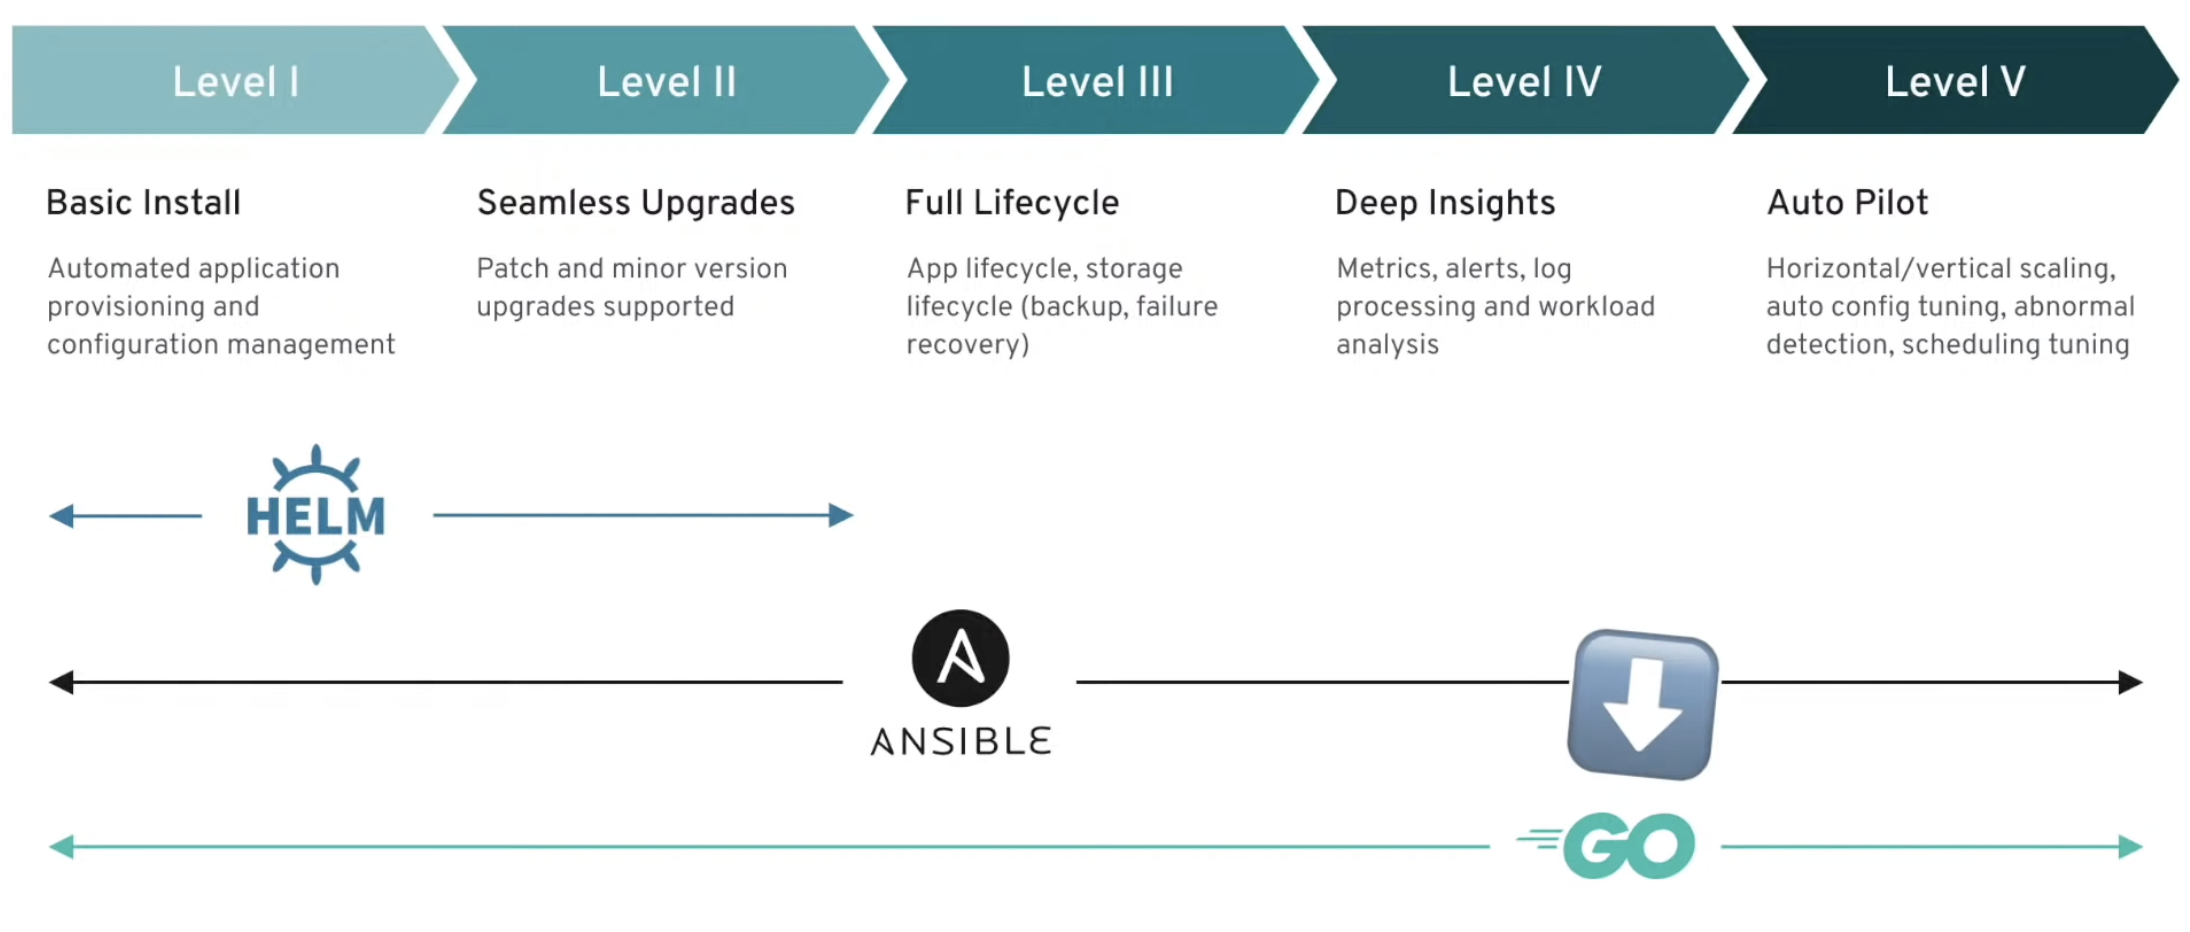 Level I
Level II
Level III
Level IV
Level V
Basic Install
Automated application
provisioning and
configuration management
Seamless Upgrades
Patch and minor version
upgrades supported
Full Lifecycle
App lifecycle, storage
lifecycle (backup, failure
recovery)
Deep Insights
Metrics, alerts, log
processing and workload
analysis
Auto Pilot
Horizontal/vertical scaling,
auto config tuning, abnormal
detection, scheduling tuning
HELM
A
ANSIBLE
GO